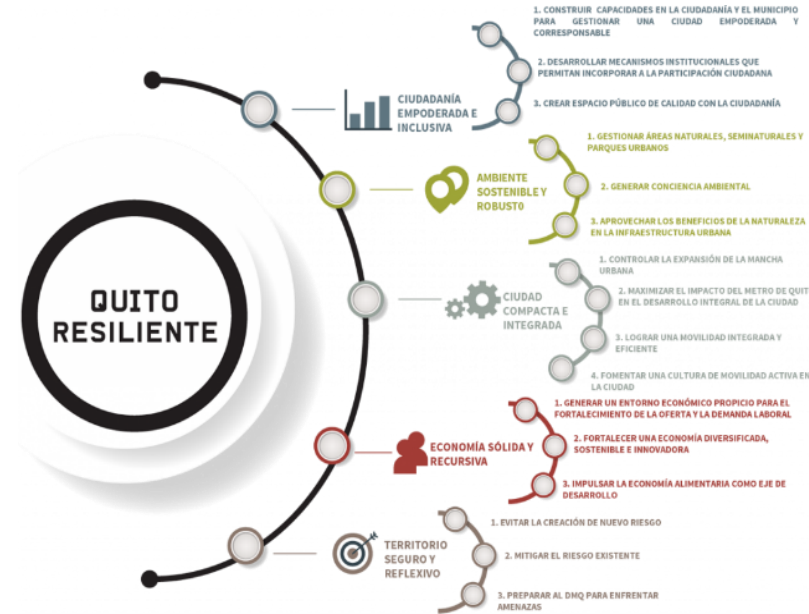 QUITO
RESILIENTE
CIUDADANÍA
EMPODERADA E
INCLUSIVA
1. CONSTRUIR CAPACIDADES EN LA CIUDADANÍA Y EL MUNICIPIO
PARA GESTIONAR UNA CIUDAD EMPODERADA Y
CORRESPONSABLE
2. DESARROLLAR MECANISMOS INSTITUCIONALES QUE
PERMITAN INCORPORAR A LA PARTICIPACIÓN CIUDADANA
3. CREAR ESPACIO PÚBLICO DE CALIDAD CON LA CIUDADANÍA
AMBIENTE
SOSTENIBLE Y
ROBUST0
1. GESTIONAR ÁREAS NATURALES, SEMINATURALES Y
PARQUES URBANOS
2. GENERAR CONCIENCIA AMBIENTAL
3. APROVECHAR LOS BENEFICIOS DE LA NATURALEZA
EN LA INFRAESTRUCTURA URBANA
CIUDAD
COMPACTA E
INTEGRADA
1. CONTROLAR LA EXPANSIÓN DE LA MANCHA
URBANA
2. MAXIMIZAR EL IMPACTO DEL METRO DE QUIT
EN EL DESARROLLO INTEGRAL DE LA CIUDAD
3. LOGRAR UNA MOVILIDAD INTEGRADA Y
EFICIENTE
4. FOMENTAR UNA CULTURA DE MOVILIDAD ACTIVA EN
LA CIUDAD
ECONOMÍA SÓLIDA Y
RECURSIVA
1. GENERAR UN ENTORNO ECONÓMICO PROPICIO PARA EL
FORTALECIMIENTO DE LA OFERTA Y LA DEMANDA LABORAL
2. FORTALECER UNA ECONOMÍA DIVERSIFICADA,
SOSTENIBLE E INNOVADORA
3. IMPULSAR LA ECONOMÍA ALIMENTARIA COMO EJE DE
DESARROLLO
TERRITORIO
SEGURO Y
REFLEXIVO
1. EVITAR LA CREACIÓN DE NUEVO RIESGO
2. MITIGAR EL RIESGO EXISTENTE
3. PREPARAR AL DMQ PARA ENFRENTAR
AMENAZAS